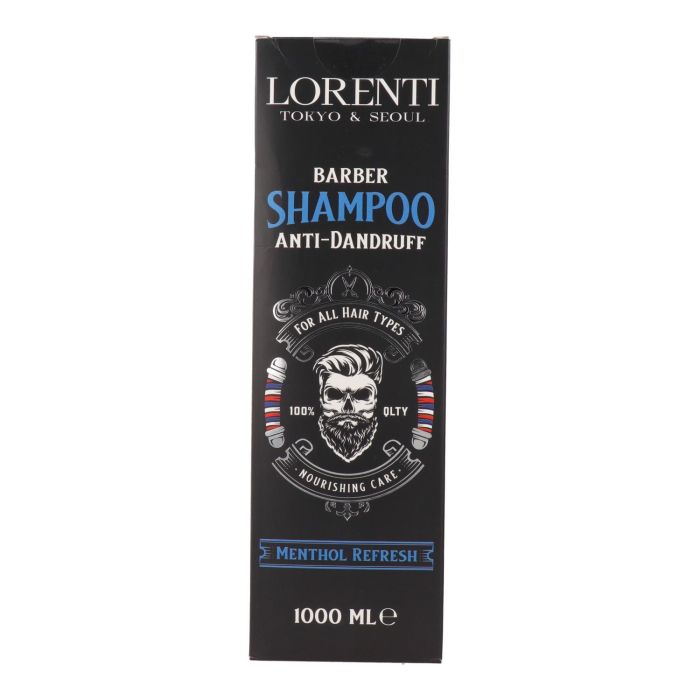 LORENTI
TOKYO & SEOUL
BARBER
SHAMPOO
ANTI-DANDRUFF
FOR ALL HAIR TYPES
100% QLTY
· NOURISHING CARE ·
MENTHOL REFRESH
1000 ML ℮